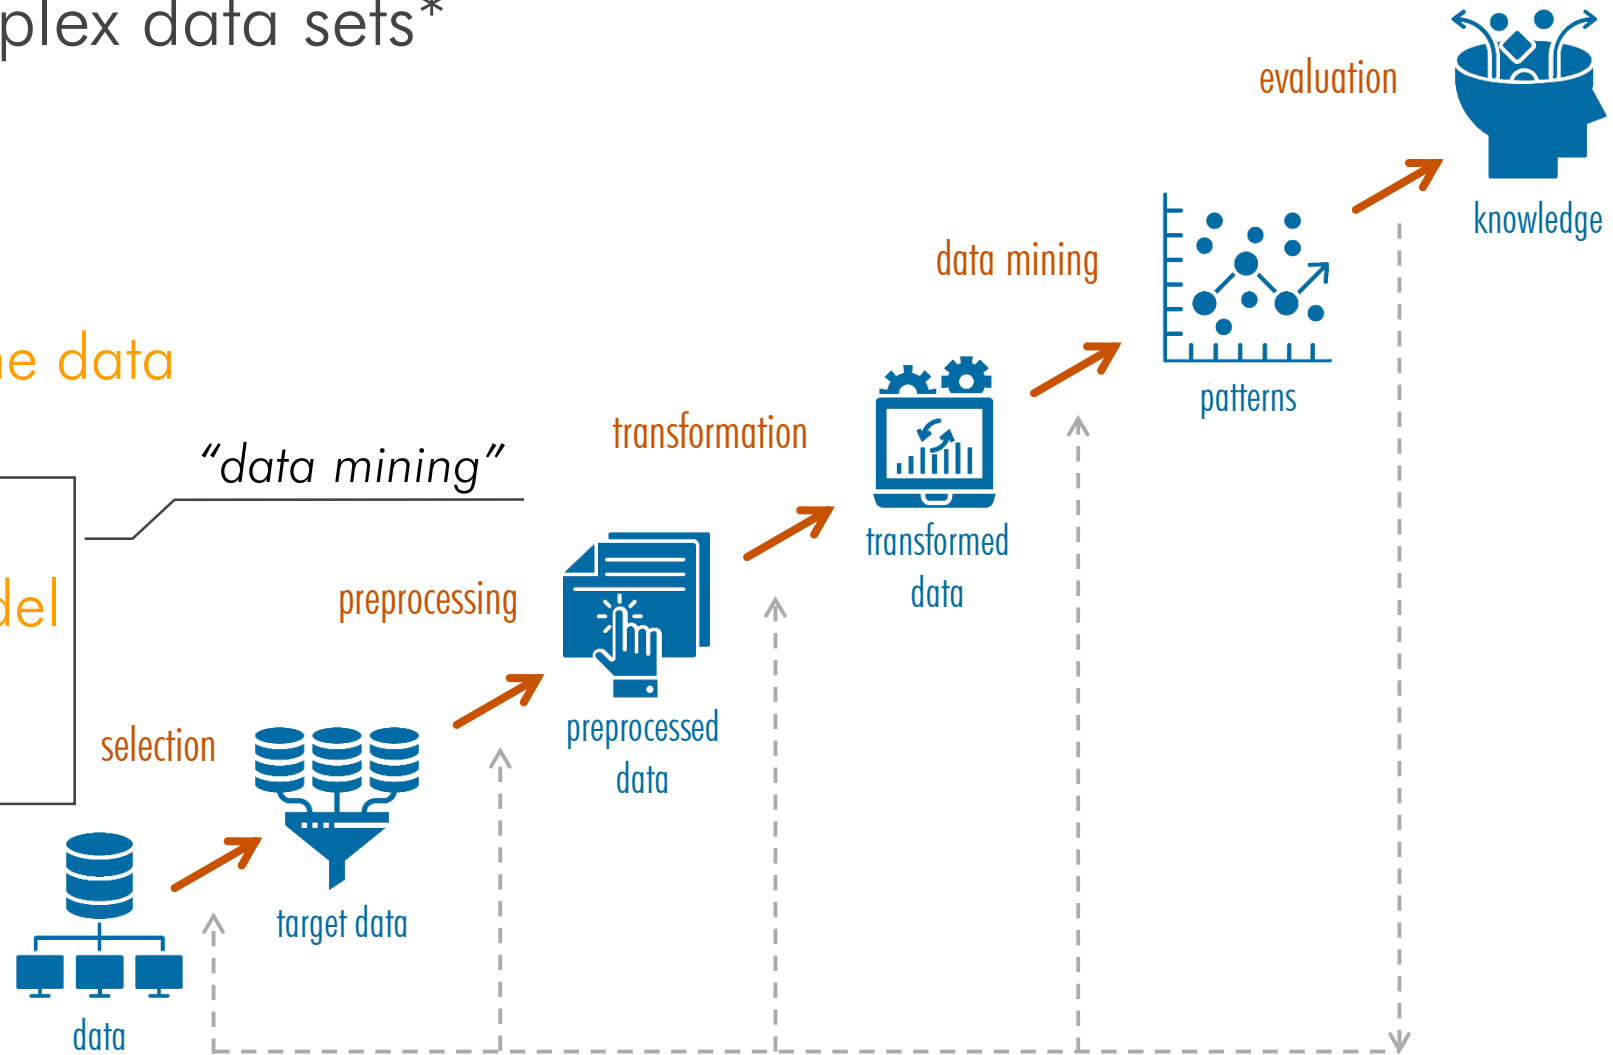 plex data sets*
evaluation
knowledge
data mining
ne data
patterns
transformation
"data mining"
transformed
data
del
preprocessing
preprocessed
data
selection
target data
data